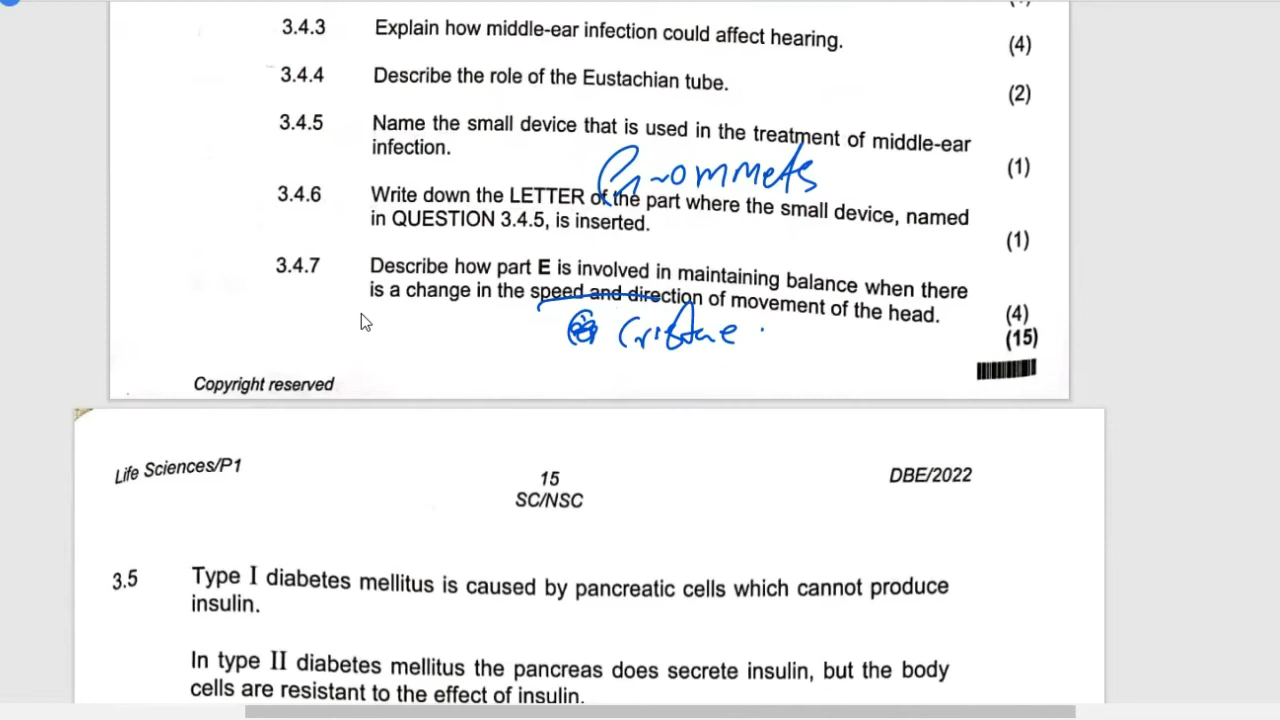 3.4.3 Explain how middle-ear infection could affect hearing. (4)
3.4.4 Describe the role of the Eustachian tube. (2)
3.4.5 Name the small device that is used in the treatment of middle-ear
infection. (1)
Grommets
3.4.6 Write down the LETTER of the part where the small device, named
in QUESTION 3.4.5, is inserted. (1)
3.4.7 Describe how part E is involved in maintaining balance when there
is a change in the speed and direction of movement of the head. (4)
Cristae (15)
Copyright reserved
Life Sciences/P1 15 DBE/2022
SC/NSC
3.5 Type I diabetes mellitus is caused by pancreatic cells which cannot produce
insulin.
In type II diabetes mellitus the pancreas does secrete insulin, but the body
cells are resistant to the effect of insulin.